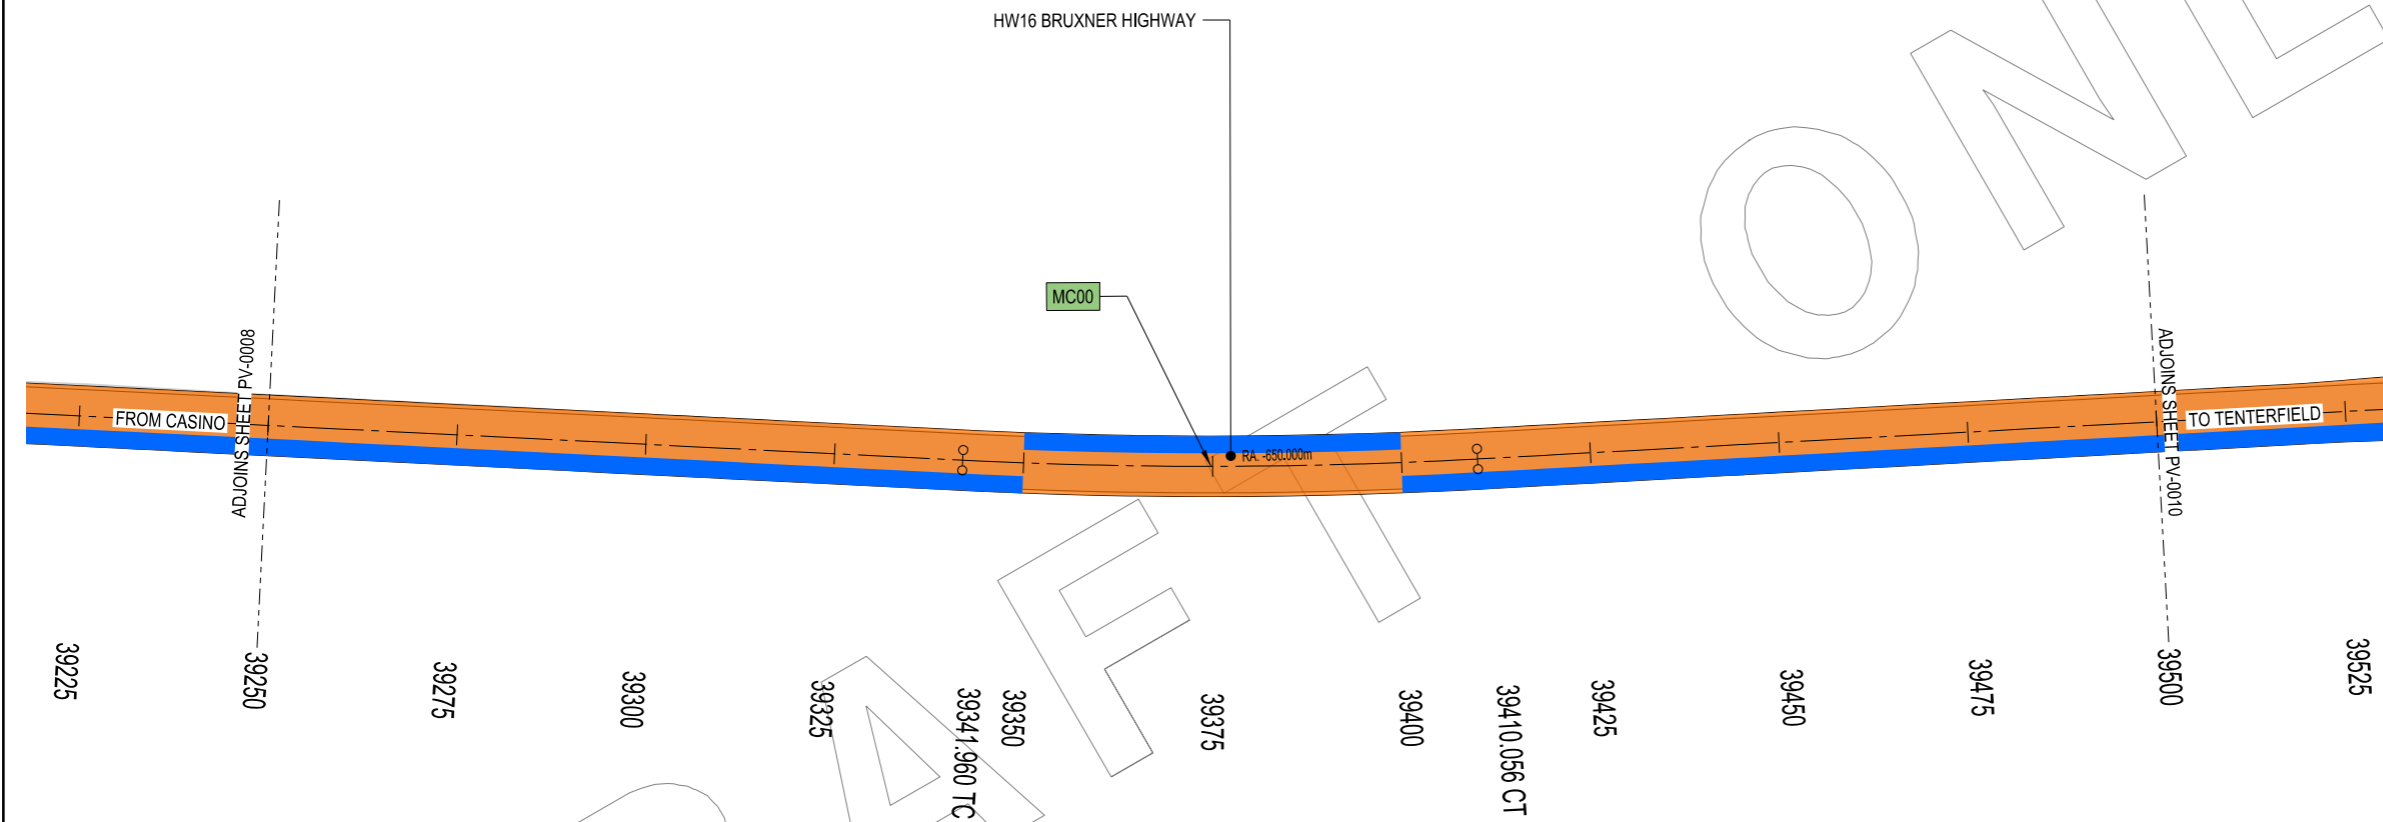 HW16 BRUXNER HIGHWAY
MC00
ADJOINS SHEET PV-0008
FROM CASINO
RA. -650.000m
ADJOINS SHEET PV-0010
TO TENTERFIELD
39225
39250
39275
39300
39325
39341.960 TC
39350
39375
39400
39410.056 CT
39425
39450
39475
39500
39525